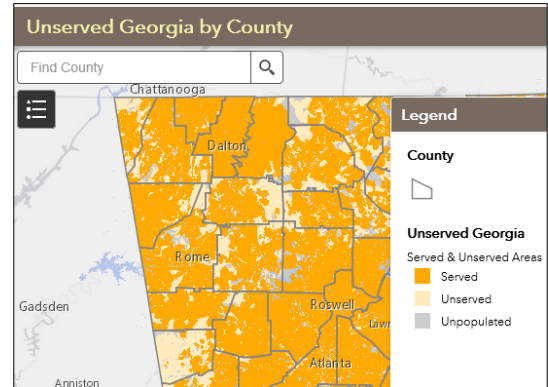 Unserved Georgia by County
Find County
Chattanooga
Legend
Dalton
County
Unserved Georgia
Served & Unserved Areas
Rome
Served
Unserved
Gadsden
Roswell
Unpopulated
Lawr
Atlanta
Anniston